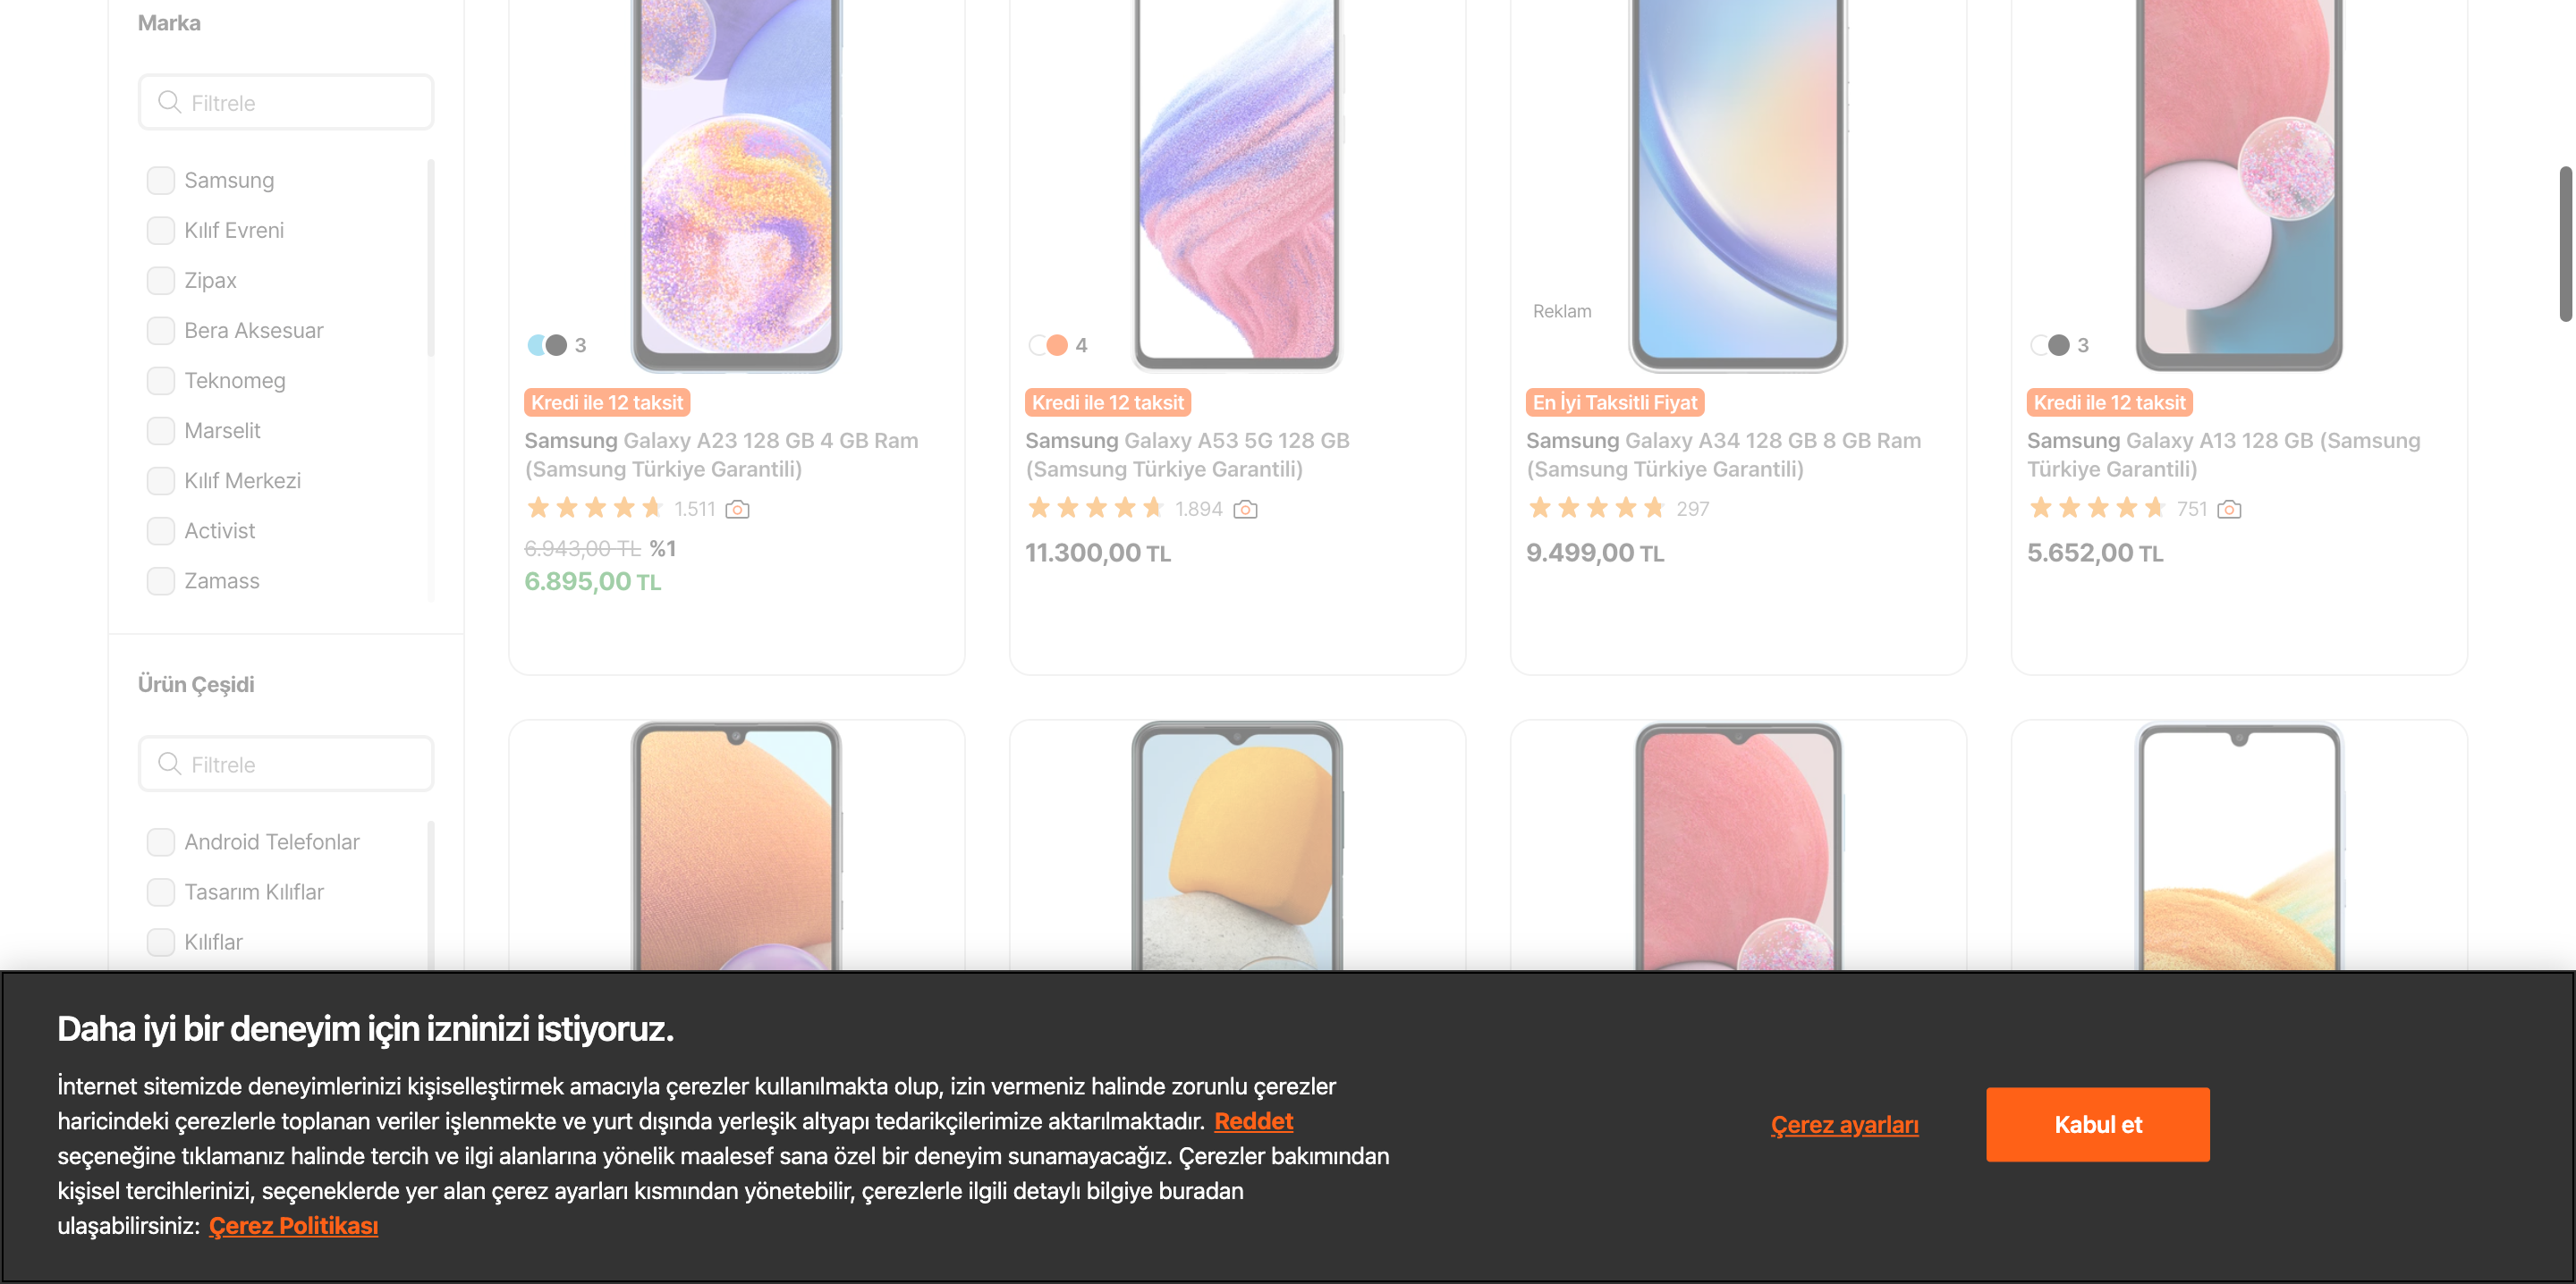 Marka
Filtrele
Samsung
Kılıf Evreni
Zipax
Bera Aksesuar
Teknomeg
Marselit
Kılıf Merkezi
Activist
Zamass
Ürün Çeşidi
Filtrele
Android Telefonlar
Tasarım Kılıflar
Kılıflar
3
Kredi ile 12 taksit
Samsung Galaxy A23 128 GB 4 GB Ram
(Samsung Türkiye Garantili)
1.511
6.943,00 TL %1
6.895,00 TL
4
Kredi ile 12 taksit
Samsung Galaxy A53 5G 128 GB
(Samsung Türkiye Garantili)
1.894
11.300,00 TL
Reklam
En İyi Taksitli Fiyat
Samsung Galaxy A34 128 GB 8 GB Ram
(Samsung Türkiye Garantili)
297
9.499,00 TL
3
Kredi ile 12 taksit
Samsung Galaxy A13 128 GB (Samsung
Türkiye Garantili)
751
5.652,00 TL
Daha iyi bir deneyim için izninizi istiyoruz.
İnternet sitemizde deneyimlerinizi kişiselleştirmek amacıyla çerezler kullanılmakta olup, izin vermeniz halinde zorunlu çerezler
haricindeki çerezlerle toplanan veriler işlenmekte ve yurt dışında yerleşik altyapı tedarikçilerimize aktarılmaktadır. Reddet
seçeneğine tıklamanız halinde tercih ve ilgi alanlarına yönelik maalesef sana özel bir deneyim sunamayacağız. Çerezler bakımından
kişisel tercihlerinizi, seçeneklerde yer alan çerez ayarları kısmından yönetebilir, çerezlerle ilgili detaylı bilgiye buradan
ulaşabilirsiniz: Çerez Politikası
Çerez ayarları
Kabul et